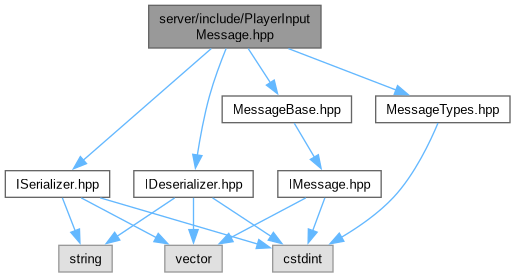 server/include/PlayerInput
Message.hpp
MessageBase.hpp
MessageTypes.hpp
ISerializer.hpp
IDeserializer.hpp
IMessage.hpp
string
vector
cstdint